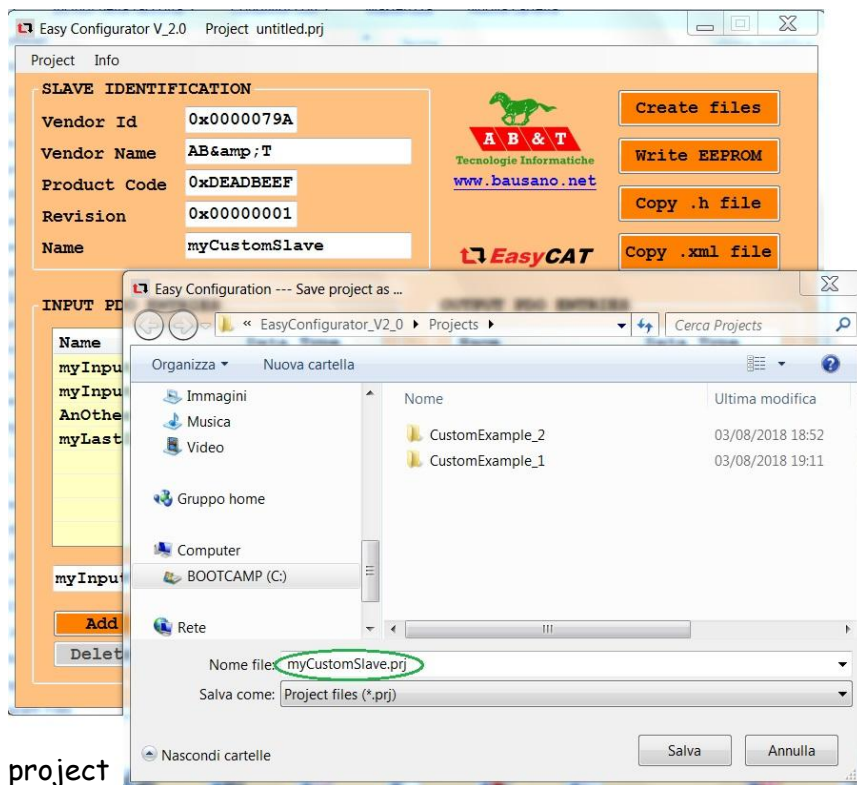 Easy Configurator V_2.0 Project untitled.prj
Project Info
SLAVE IDENTIFICATION
Vendor Id 0x0000079A
Vendor Name AB&amp;T
Product Code 0xDEADBEEF
Revision 0x00000001
Name myCustomSlave
A B & T
Tecnologie Informatiche
www.bausano.net
EasyCAT
Create files
Write EEPROM
Copy .h file
Copy .xml file
INPUT PDO ENTRIES OUTPUT PDO ENTRIES
Name
myInpu
myInpu
AnOthe
myLast
myInput
Add
Delet
Easy Configuration --- Save project as ...
« EasyConfigurator_V2_0 Projects
Cerca Projects
Organizza Nuova cartella
Immagini
Musica
Video
Gruppo home
Computer
BOOTCAMP (C:)
Rete
Nome Ultima modifica
CustomExample_2 03/08/2018 18:52
CustomExample_1 03/08/2018 19:11
Nome file: myCustomSlave.prj
Salva come: Project files (*.prj)
Nascondi cartelle
Salva Annulla
project